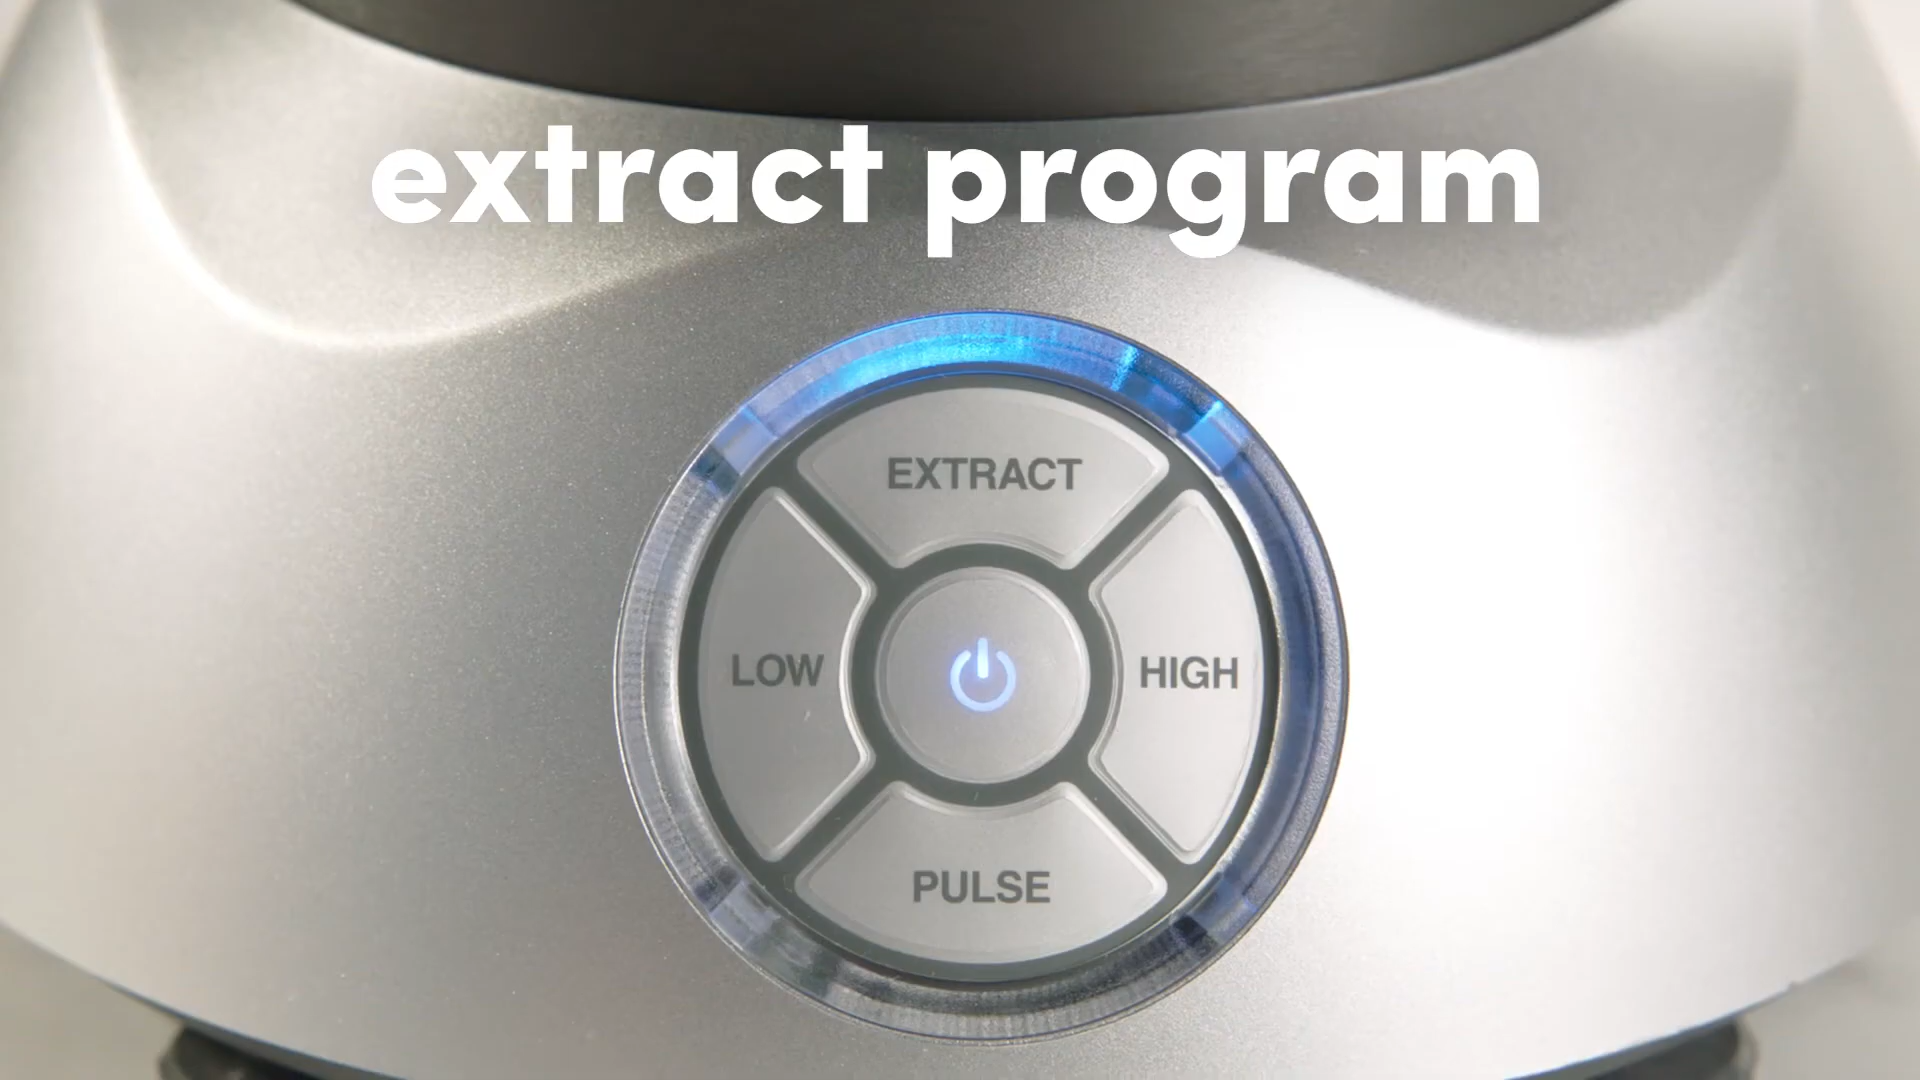 extract program
EXTRACT
LOW
HIGH
PULSE